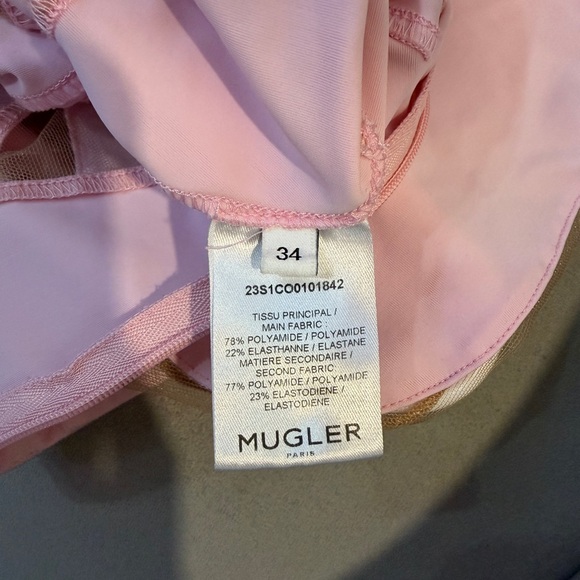 34
23S1CO0101842
TISSU PRINCIPAL /
MAIN FABRIC :
78% POLYAMIDE / POLYAMIDE
22% ELASTHANNE / ELASTANE
MATIERE SECONDAIRE /
SECOND FABRIC:
77% POLYAMIDE / POLYAMIDE
23% ELASTODIENE /
ELASTODIENE
MUGLER
PARIS